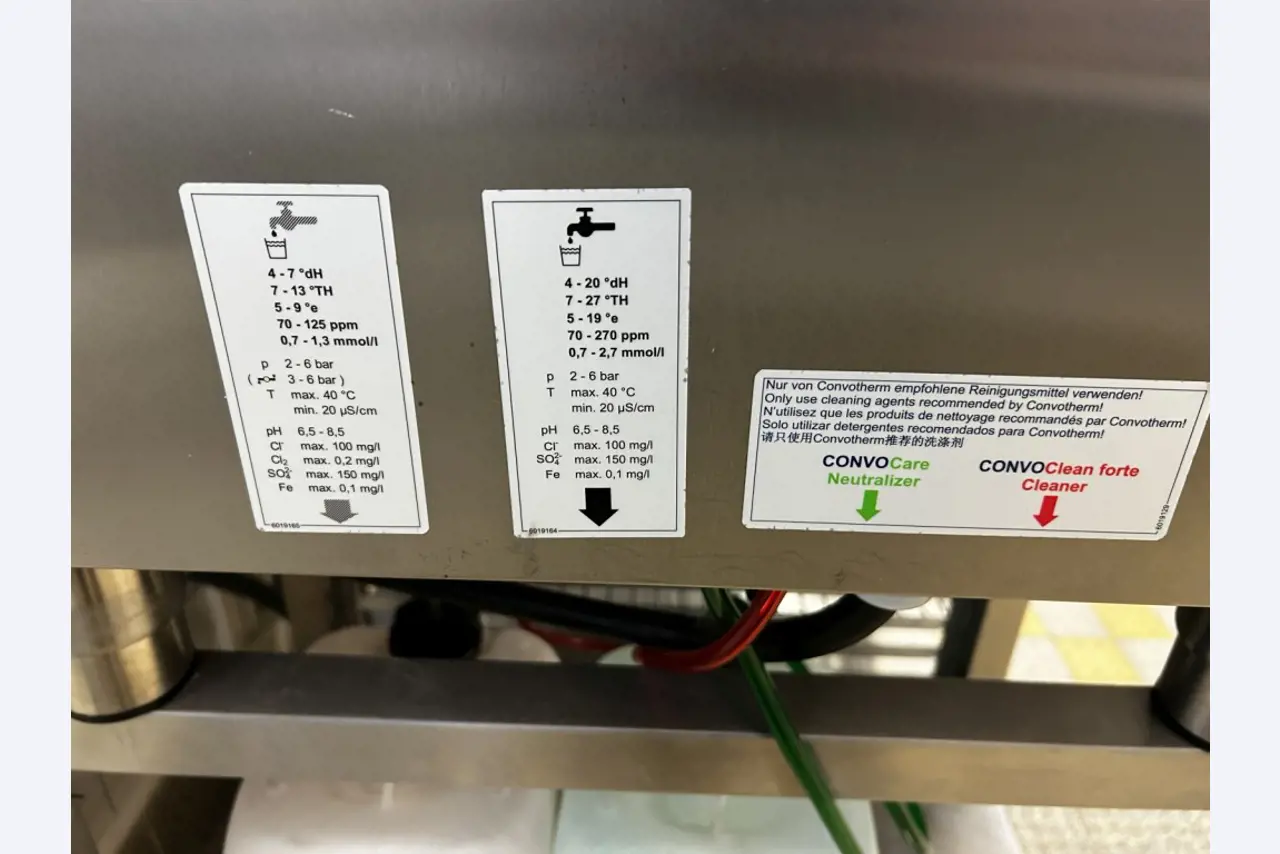 4 - 7 °dH
7 - 13 °TH
5 - 9 °e
70 - 125 ppm
0,7 - 1,3 mmol/l
p 2 - 6 bar
( 3 - 6 bar )
T max. 40 °C
min. 20 µS/cm
pH 6,5 - 8,5
Cl⁻ max. 100 mg/l
Cl₂ max. 0,2 mg/l
SO₄²⁻ max. 150 mg/l
Fe max. 0,1 mg/l
6019165
4 - 20 °dH
7 - 27 °TH
5 - 19 °e
70 - 270 ppm
0,7 - 2,7 mmol/l
p 2 - 6 bar
T max. 40 °C
min. 20 µS/cm
pH 6,5 - 8,5
Cl⁻ max. 100 mg/l
SO₄²⁻ max. 150 mg/l
Fe max. 0,1 mg/l
6019164
Nur von Convotherm empfohlene Reinigungsmittel verwenden!
Only use cleaning agents recommended by Convotherm!
N'utilisez que les produits de nettoyage recommandés par Convotherm!
Solo utilizar detergentes recomendados para Convotherm!
请只使用Convotherm推荐的洗涤剂
CONVOCare
Neutralizer
CONVOClean forte
Cleaner
6019129